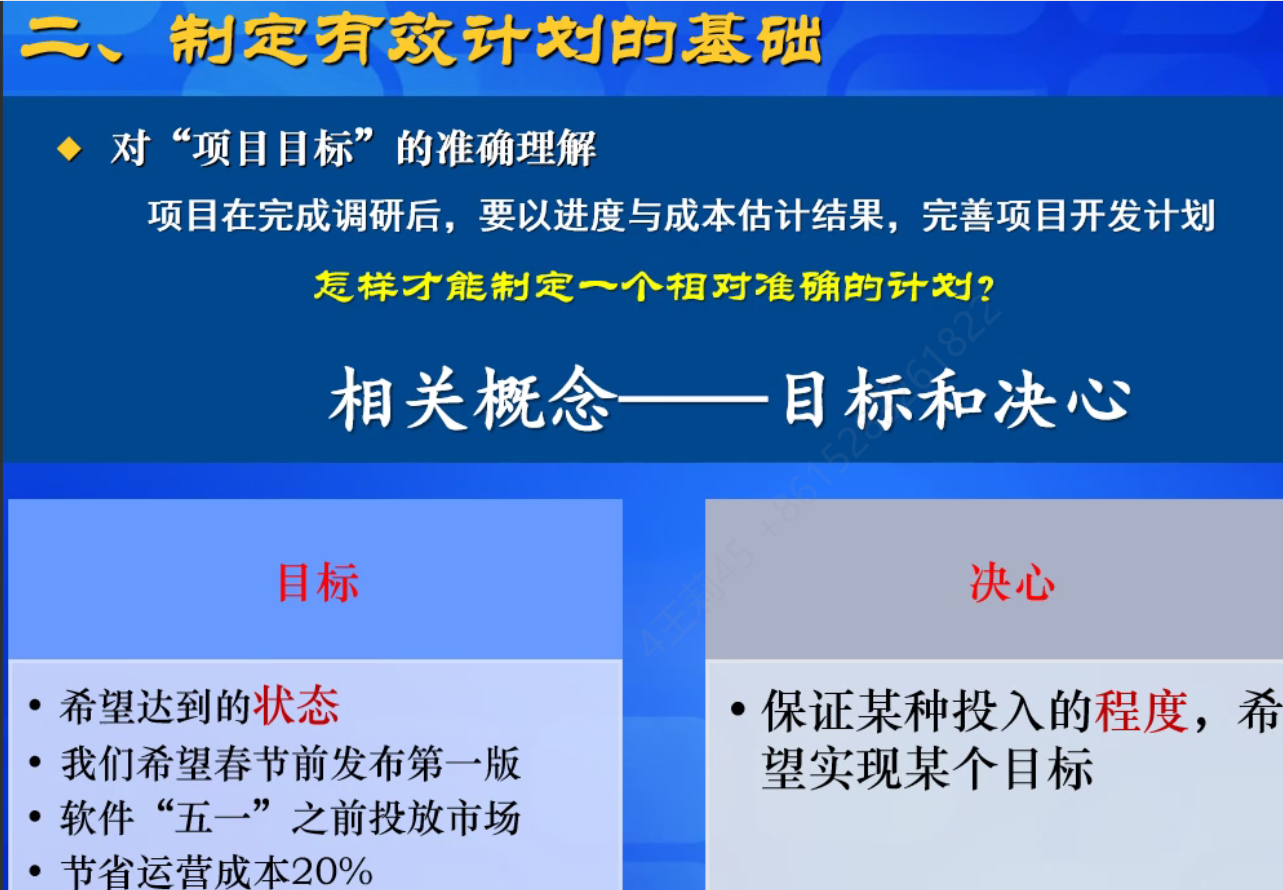 二、制定有效计划的基础
对“项目目标”的准确理解
项目在完成调研后，要以进度与成本估计结果，完善项目开发计划
怎样才能制定一个相对准确的计划?
相关概念——目标和决心
目标
• 希望达到的状态
• 我们希望春节前发布第一版
• 软件“五一”之前投放市场
• 节省运营成本20%
决心
• 保证某种投入的程度，希
望实现某个目标